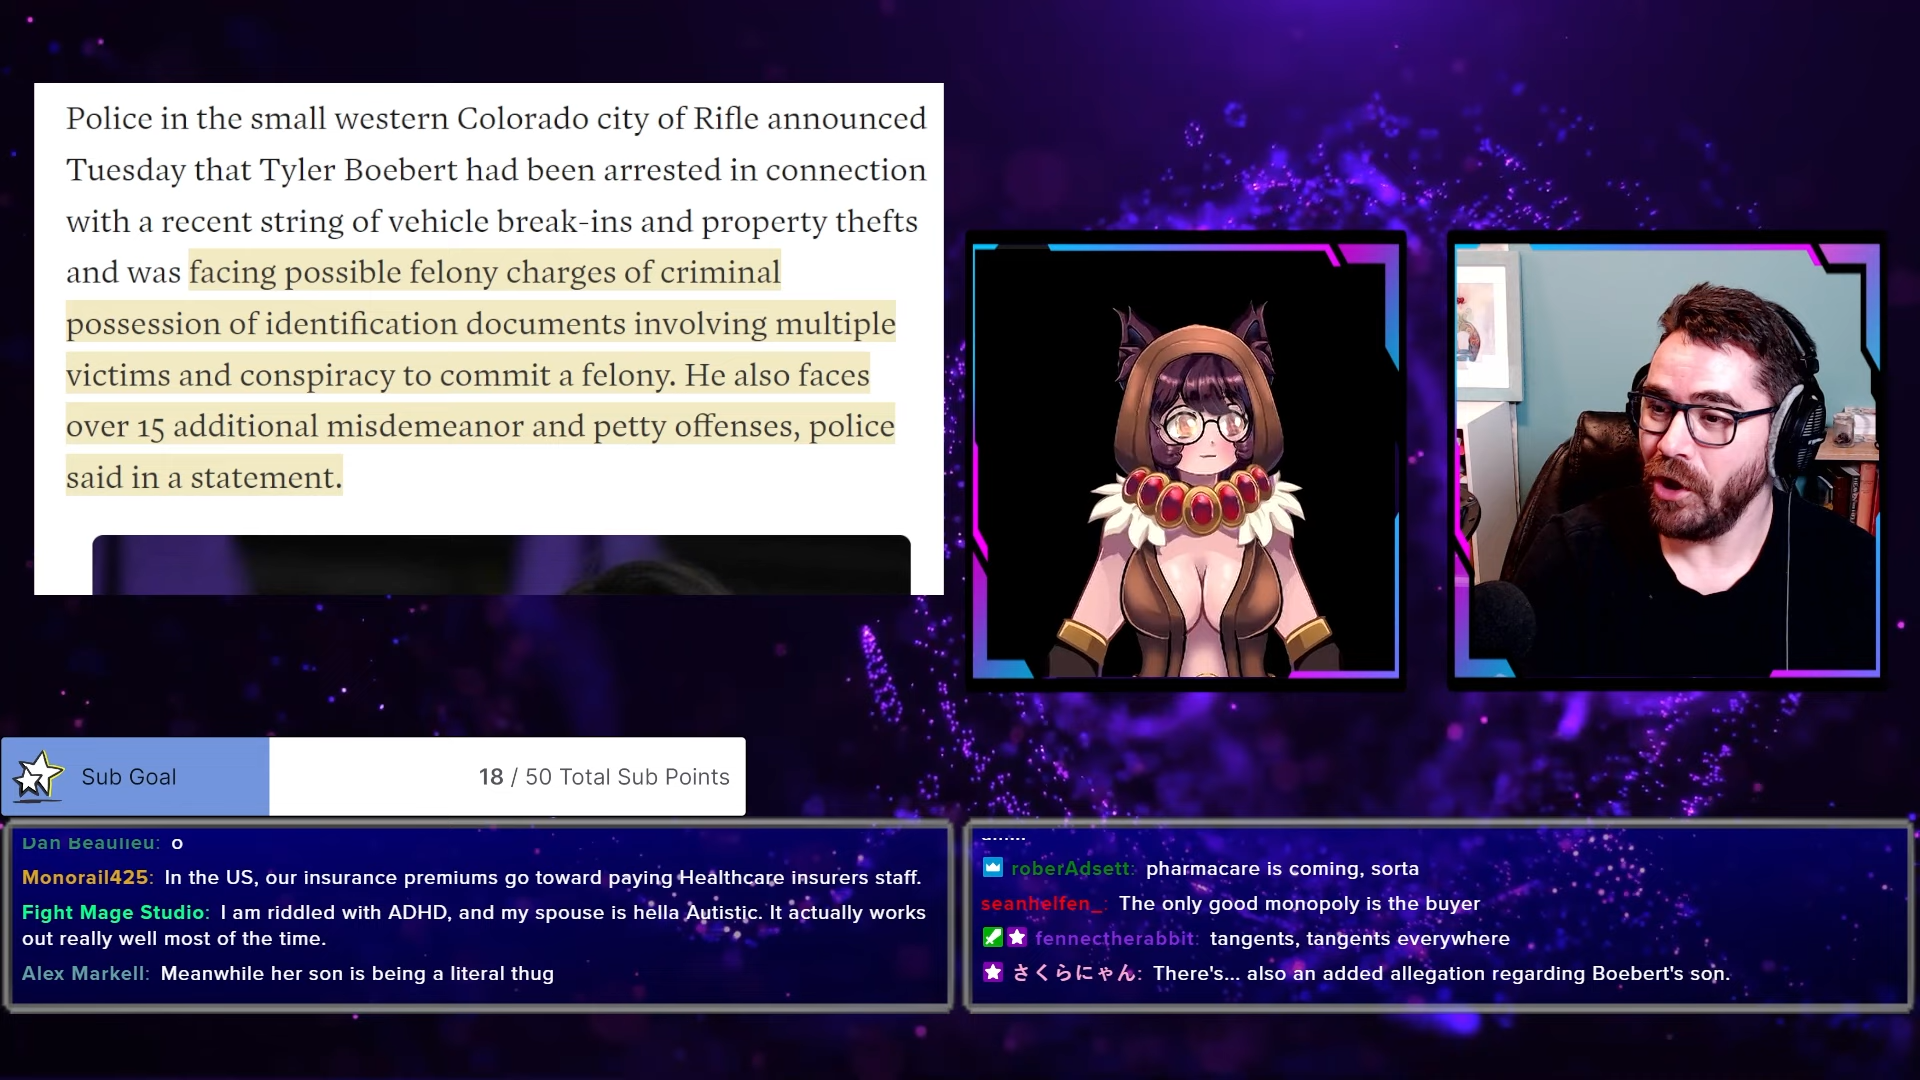 Police in the small western Colorado city of Rifle announced
Tuesday that Tyler Boebert had been arrested in connection
with a recent string of vehicle break-ins and property thefts
and was facing possible felony charges of criminal
possession of identification documents involving multiple
victims and conspiracy to commit a felony. He also faces
over 15 additional misdemeanor and petty offenses, police
said in a statement.
Sub Goal
18 / 50 Total Sub Points
Dan Beaulieu: o
Monorail425: In the US, our insurance premiums go toward paying Healthcare insurers staff.
Fight Mage Studio: I am riddled with ADHD, and my spouse is hella Autistic. It actually works
out really well most of the time.
Alex Markell: Meanwhile her son is being a literal thug
roberAdsett: pharmacare is coming, sorta
seanhelfen_: The only good monopoly is the buyer
fennectherabbit: tangents, tangents everywhere
さくらにゃん: There's... also an added allegation regarding Boebert's son.